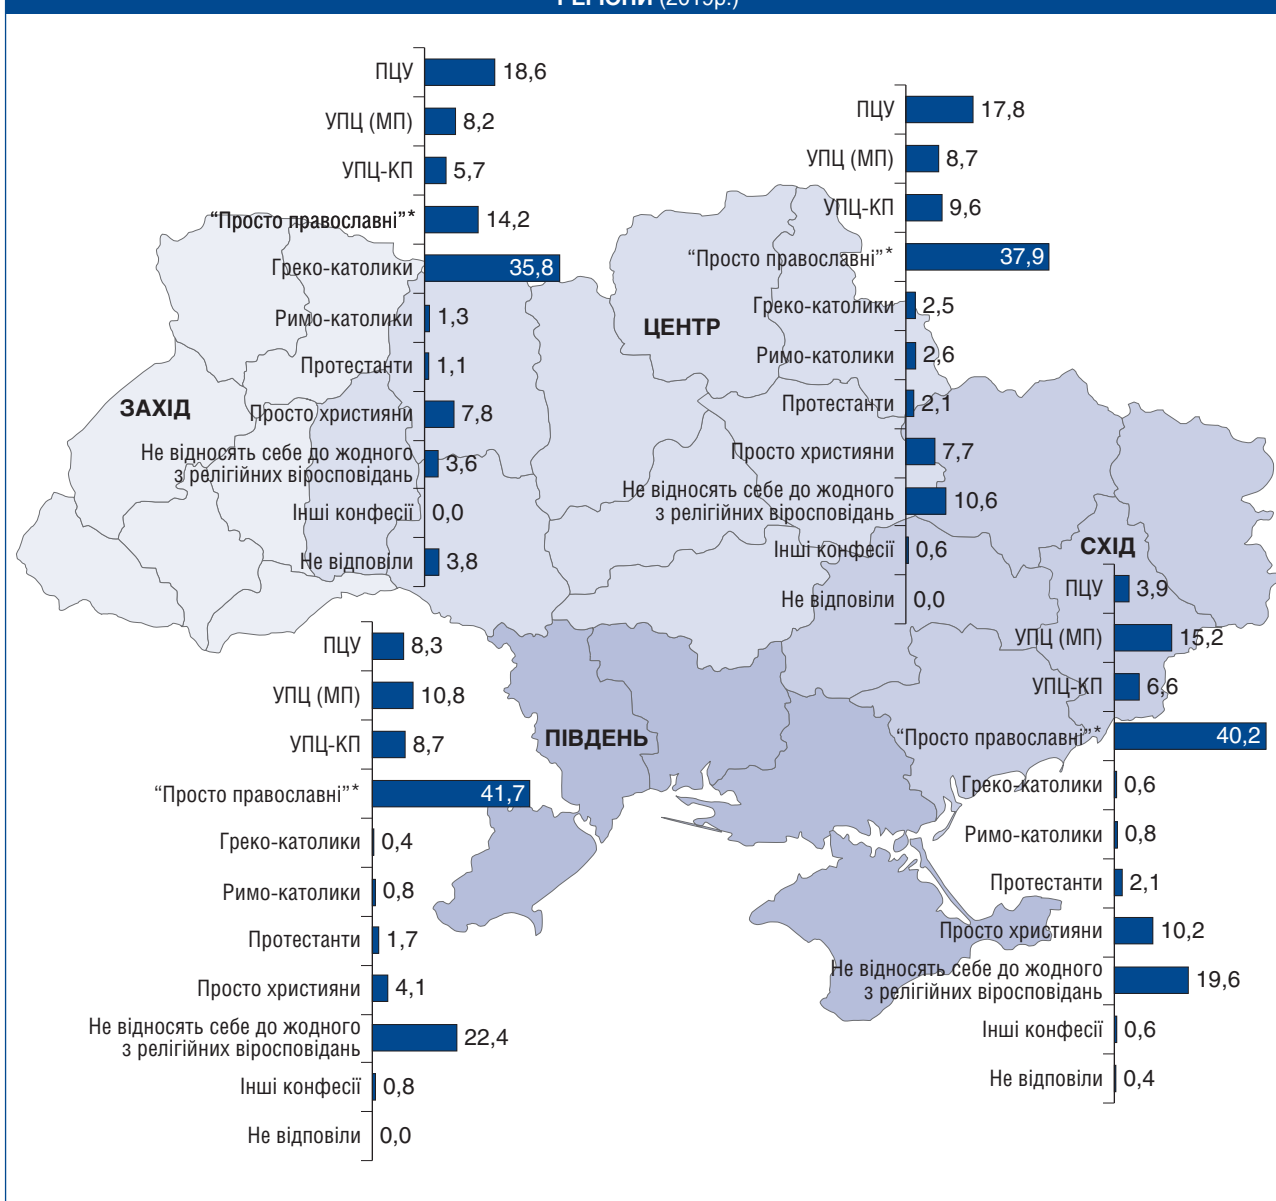 РЕГІОНИ (2019р.)
ЗАХІД
ПЦУ 18,6
УПЦ (МП) 8,2
УПЦ-КП 5,7
“Просто православні”* 14,2
Греко-католики 35,8
Римо-католики 1,3
Протестанти 1,1
Просто християни 7,8
Не відносять себе до жодного
з релігійних віросповідань 3,6
Інші конфесії 0,0
Не відповіли 3,8
ЦЕНТР
ПЦУ 17,8
УПЦ (МП) 8,7
УПЦ-КП 9,6
“Просто православні”* 37,9
Греко-католики 2,5
Римо-католики 2,6
Протестанти 2,1
Просто християни 7,7
Не відносять себе до жодного
з релігійних віросповідань 10,6
Інші конфесії 0,6
Не відповіли 0,0
ПІВДЕНЬ
ПЦУ 8,3
УПЦ (МП) 10,8
УПЦ-КП 8,7
“Просто православні”* 41,7
Греко-католики 0,4
Римо-католики 0,8
Протестанти 1,7
Просто християни 4,1
Не відносять себе до жодного
з релігійних віросповідань 22,4
Інші конфесії 0,8
Не відповіли 0,0
СХІД
ПЦУ 3,9
УПЦ (МП) 15,2
УПЦ-КП 6,6
“Просто православні”* 40,2
Греко-католики 0,6
Римо-католики 0,8
Протестанти 2,1
Просто християни 10,2
Не відносять себе до жодного
з релігійних віросповідань 19,6
Інші конфесії 0,6
Не відповіли 0,4